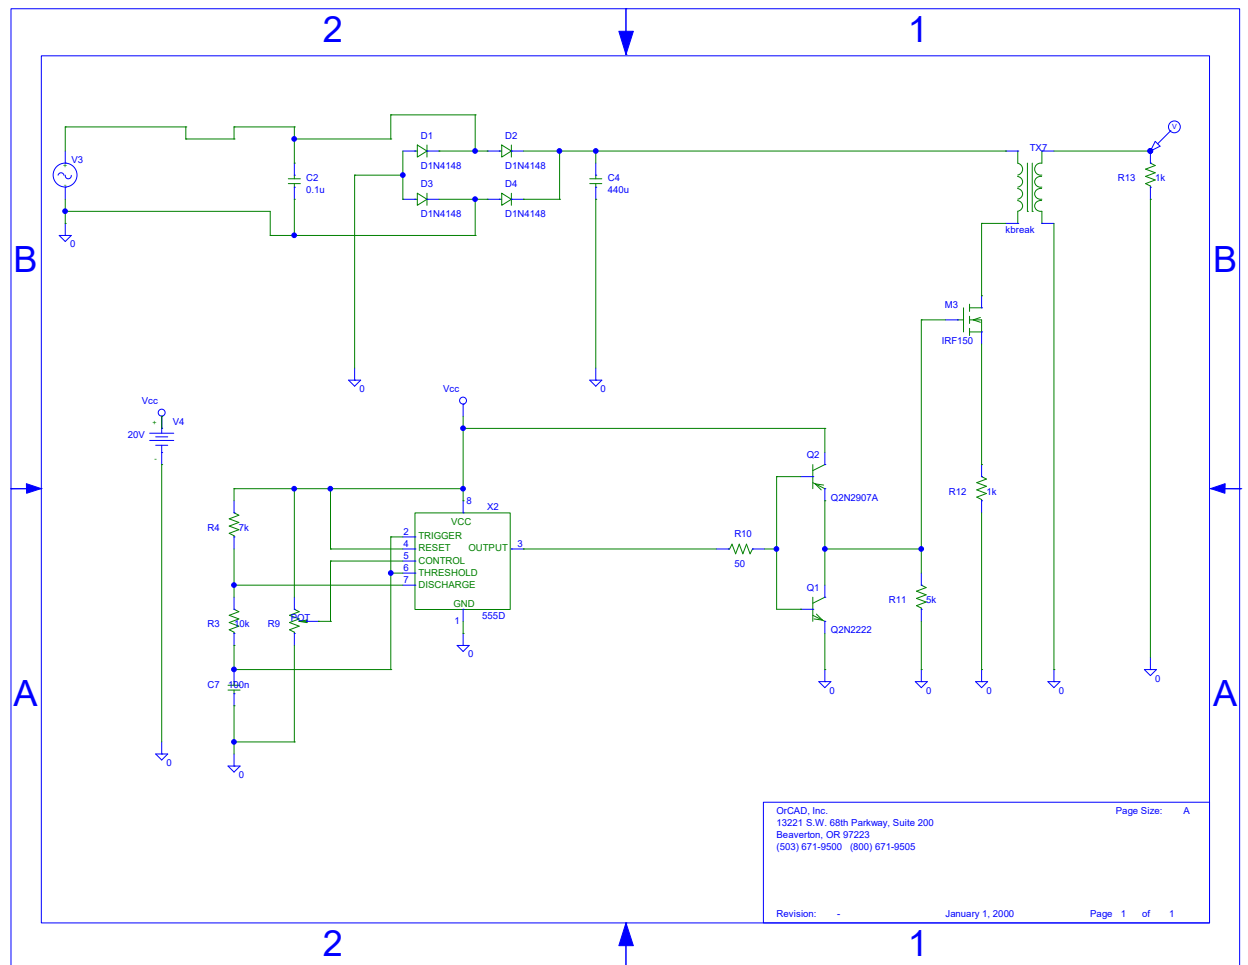 2 1
V3
C2
0.1u
D1 D2
D1N4148 D1N4148
D3 D4
D1N4148 D1N4148
C4
440u
TX7
kbreak
V
R13 1k
0
B B
M3
IRF150
0 0
Vcc
Vcc
V4
+
20V
-
Q2
Q2N2907A
R12 1k
8 X2
VCC
R4 7k
2 TRIGGER
4 RESET OUTPUT 3
5 CONTROL
6 THRESHOLD
7 DISCHARGE
GND
1 555D
R10
50
Q1
Q2N2222
R11 5k
R3 10k R9 POT
0
C7 400n
A A
0 0 0 0 0
0 0
OrCAD, Inc. Page Size: A
13221 S.W. 68th Parkway, Suite 200
Beaverton, OR 97223
(503) 671-9500 (800) 671-9505
Revision: - January 1, 2000 Page 1 of 1
2 1